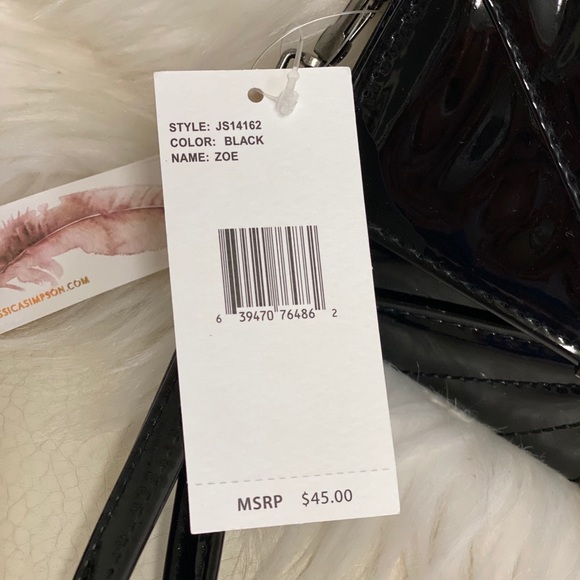 STYLE: JS14162
COLOR: BLACK
NAME: ZOE
SSICASIMPSON.COM
6 39470 76486 2
MSRP $45.00